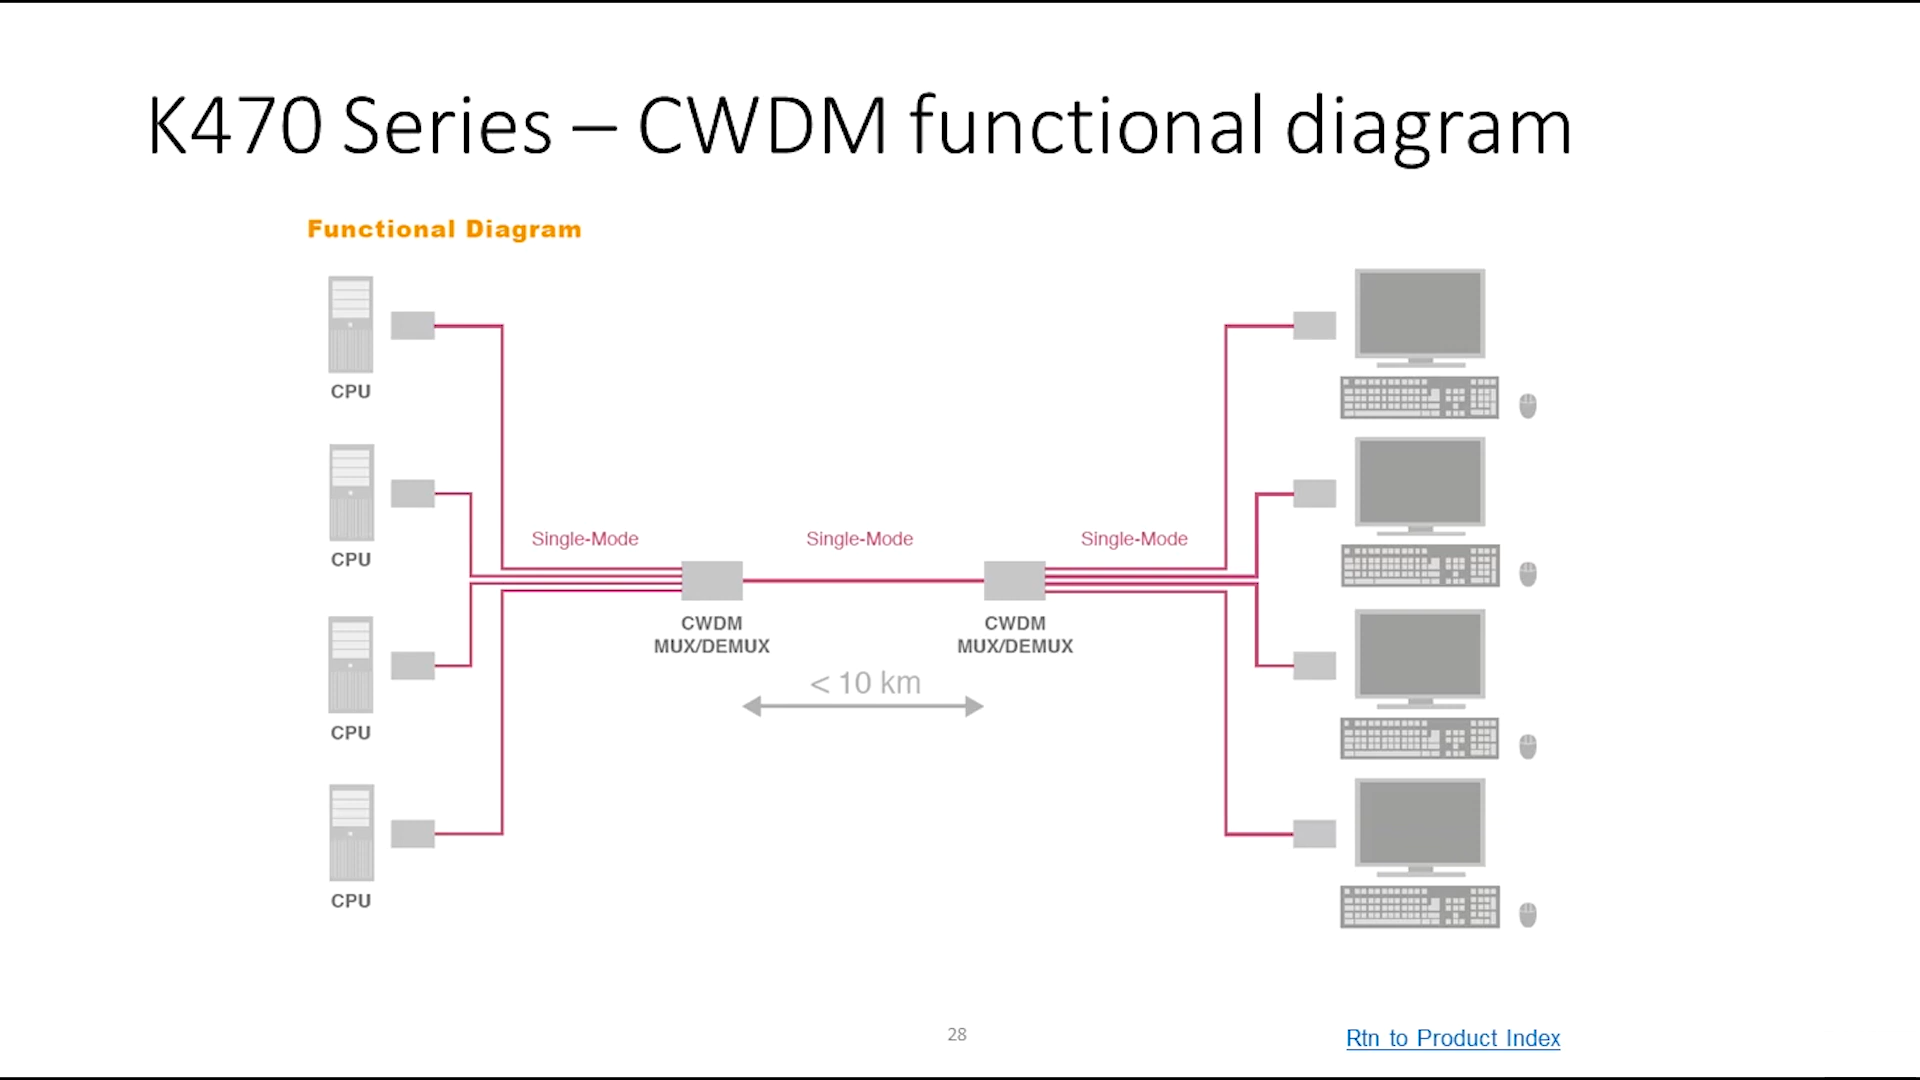 K470 Series – CWDM functional diagram
Functional Diagram
CPU
CPU
Single-Mode
Single-Mode
Single-Mode
CWDM
MUX/DEMUX
CWDM
MUX/DEMUX
< 10 km
CPU
CPU
28
Rtn to Product Index